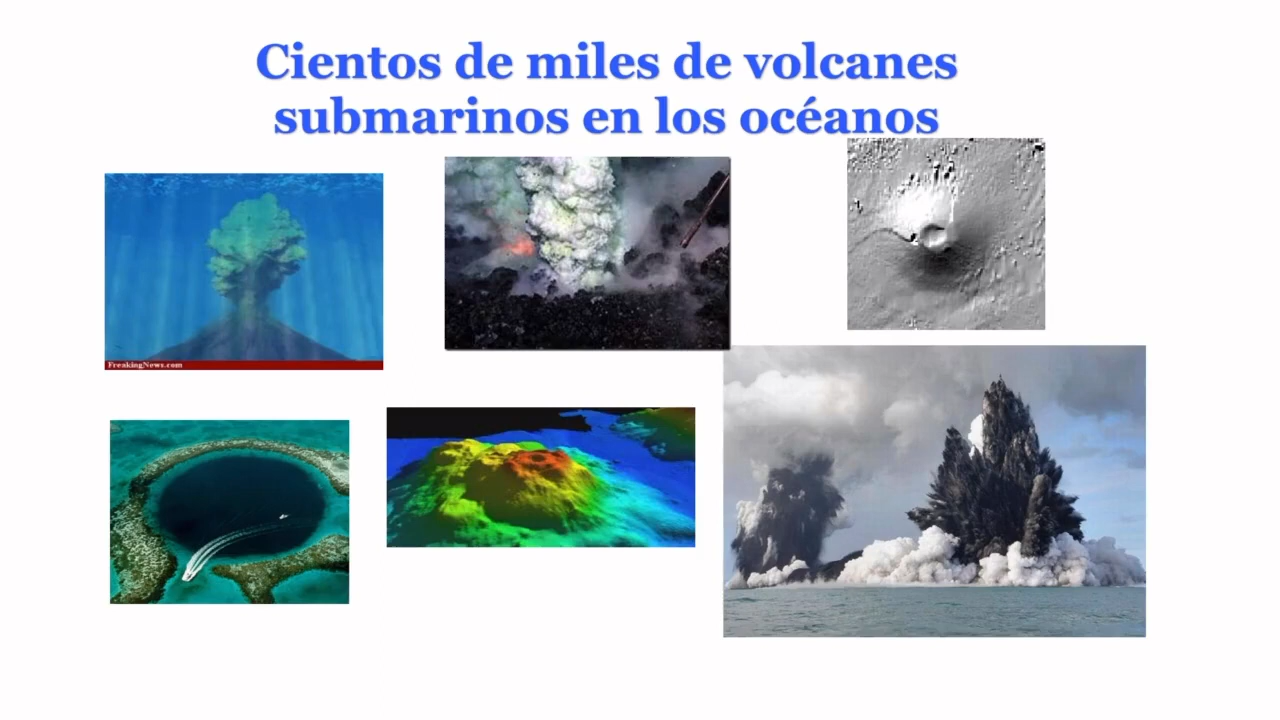 Cientos de miles de volcanes
submarinos en los océanos
FreakingNews.com